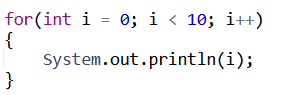 for(int i = 0; i < 10; i++)
{
    System.out.println(i);
}